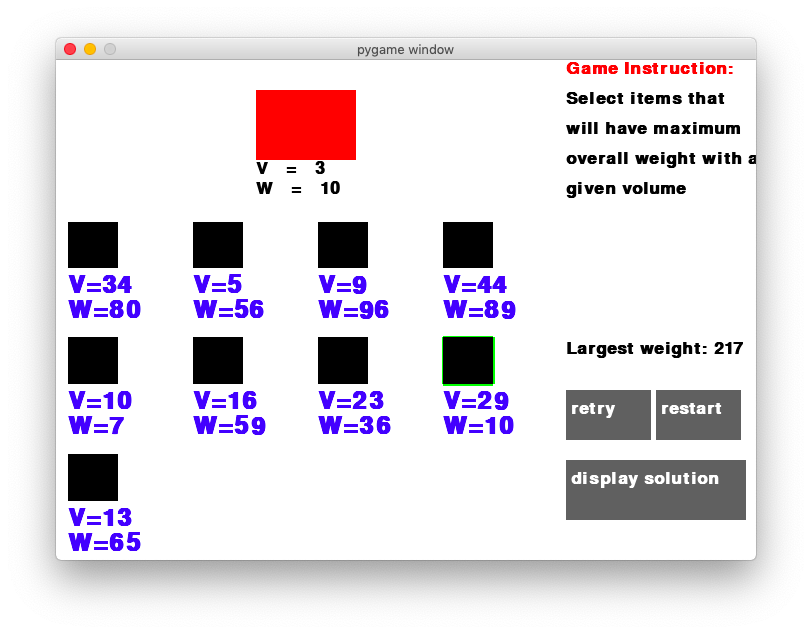 pygame window
Game Instruction:
Select items that
will have maximum
overall weight with a
given volume
V = 3
W = 10
V=34
W=80
V=5
W=56
V=9
W=96
V=44
W=89
V=10
W=7
V=16
W=59
V=23
W=36
V=29
W=10
V=13
W=65
Largest weight: 217
retry
restart
display solution